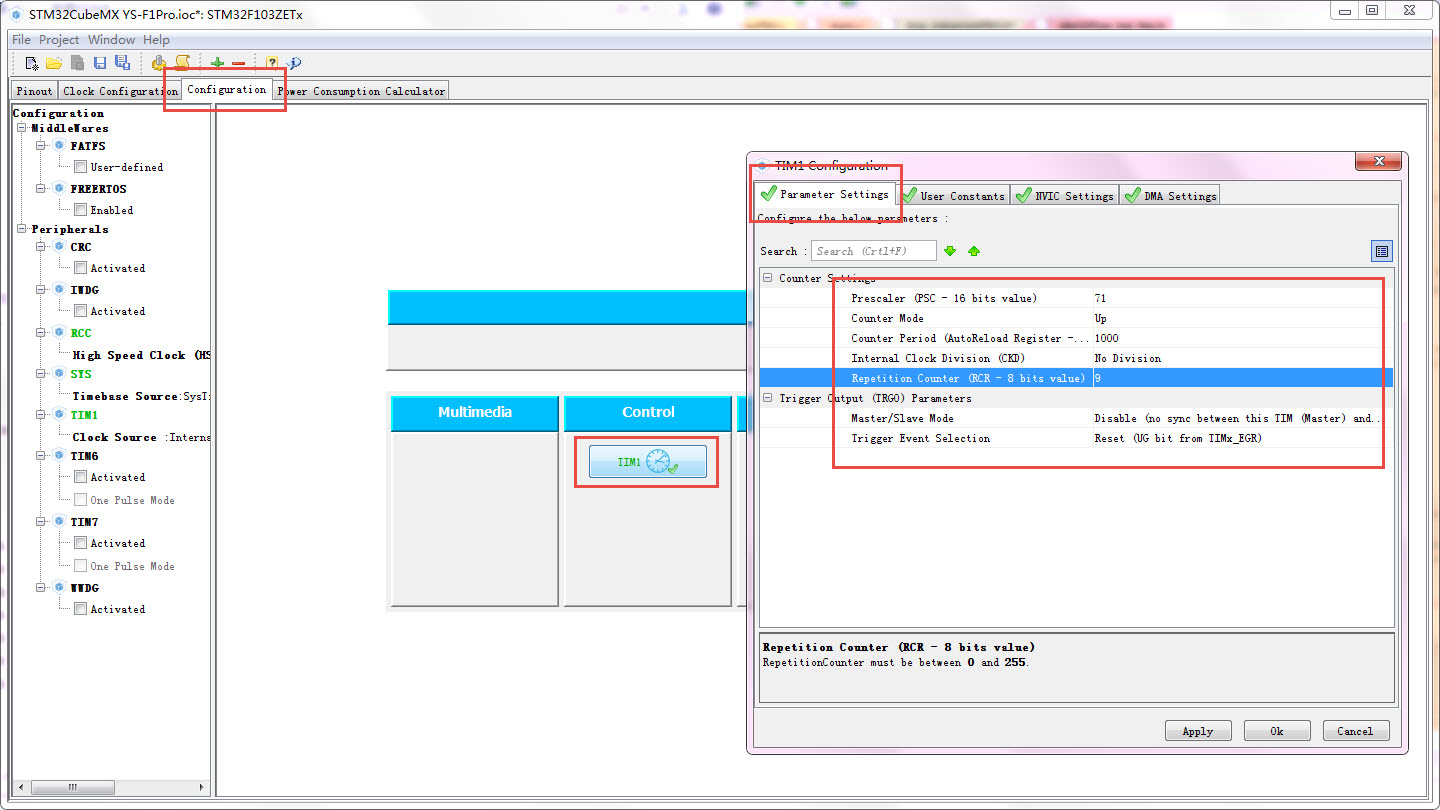 STM32CubeMX YS-F1Pro.ioc*: STM32F103ZETx
File Project Window Help
Pinout Clock Configuration Configuration Power Consumption Calculator
Configuration
MiddleWares
FATFS
User-defined
FREERTOS
Enabled
Peripherals
CRC
Activated
IWDG
Activated
RCC
High Speed Clock (HS
SYS
Timebase Source:SysT:
TIM1
Clock Source :Interna
TIM6
Activated
One Pulse Mode
TIM7
Activated
One Pulse Mode
WWDG
Activated
Multimedia
Control
TIM1
TIM1 Configuration
Parameter Settings User Constants NVIC Settings DMA Settings
Configure the below parameters :
Search : Search (Crtl+F)
Counter Settings
Prescaler (PSC - 16 bits value) 71
Counter Mode Up
Counter Period (AutoReload Register -... 1000
Internal Clock Division (CKD) No Division
Repetition Counter (RCR - 8 bits value) 9
Trigger Output (TRGO) Parameters
Master/Slave Mode Disable (no sync between this TIM (Master) and..
Trigger Event Selection Reset (UG bit from TIMx_EGR)
Repetition Counter (RCR - 8 bits value)
RepetitionCounter must be between 0 and 255.
Apply Ok Cancel